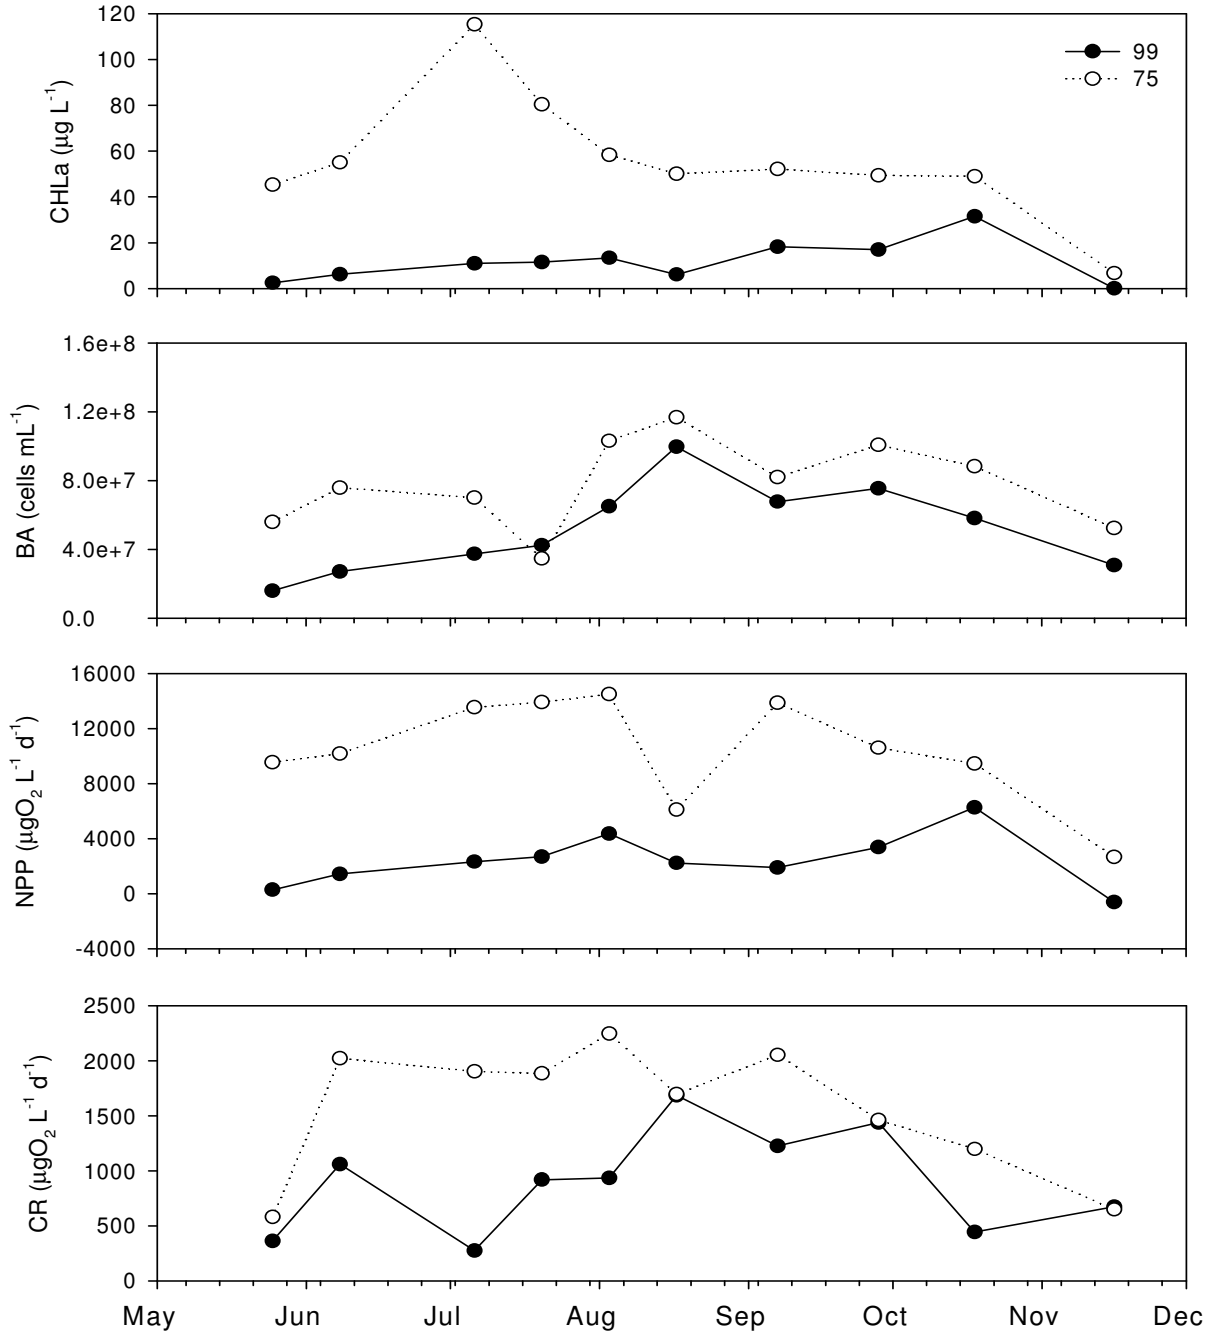 120
100
80
60
40
20
0
CHLa (µg L⁻¹)
99
75
1.6e+8
1.2e+8
8.0e+7
4.0e+7
0.0
BA (cells mL⁻¹)
16000
12000
8000
4000
0
-4000
NPP (µgO₂ L⁻¹ d⁻¹)
2500
2000
1500
1000
500
0
CR (µgO₂ L⁻¹ d⁻¹)
May Jun Jul Aug Sep Oct Nov Dec